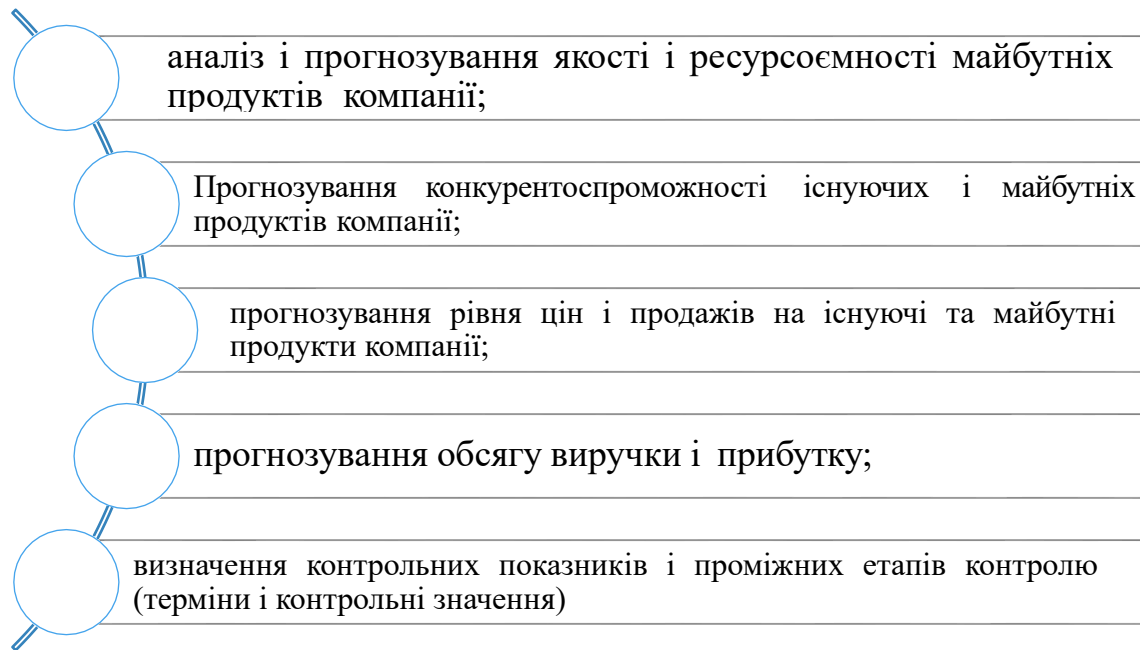 аналіз і прогнозування якості і ресурсоємності майбутніх
продуктів компанії;
Прогнозування конкурентоспроможності існуючих і майбутніх
продуктів компанії;
прогнозування рівня цін і продажів на існуючі та майбутні
продукти компанії;
прогнозування обсягу виручки і прибутку;
визначення контрольних показників і проміжних етапів контролю
(терміни і контрольні значення)